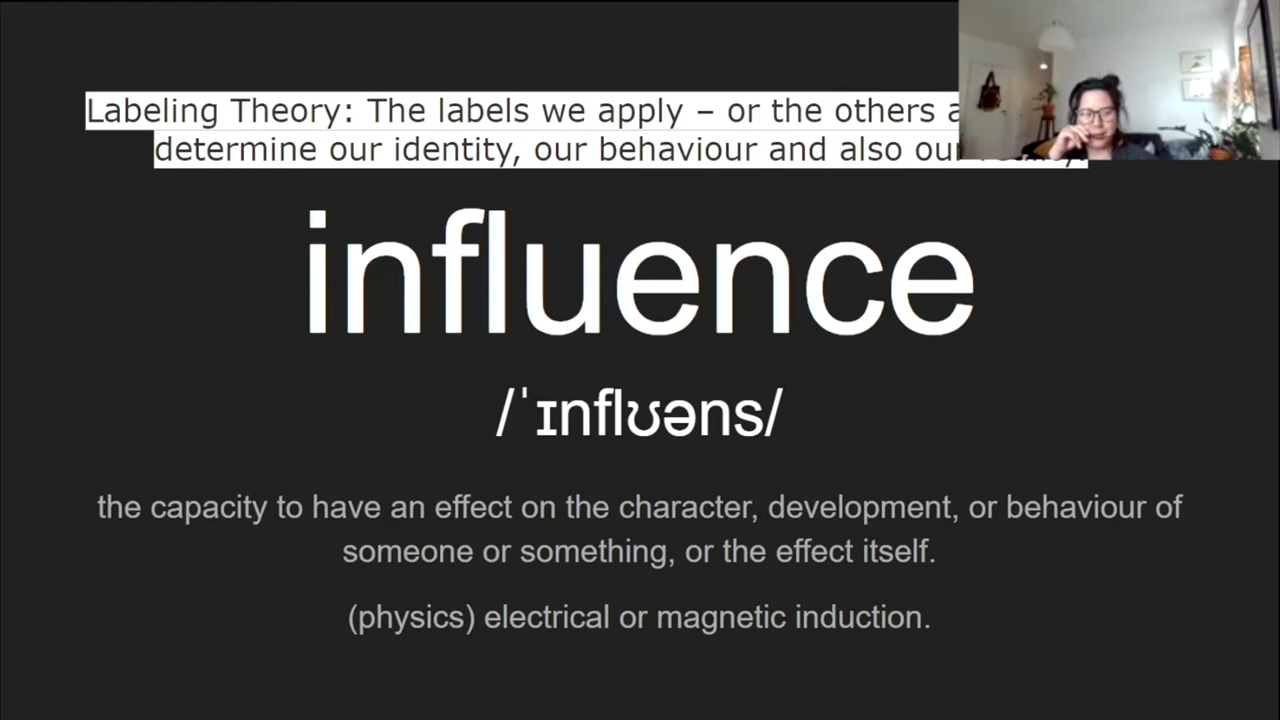 Labeling Theory: The labels we apply – or the others a
determine our identity, our behaviour and also our
influence
/ˈɪnflʊəns/
the capacity to have an effect on the character, development, or behaviour of
someone or something, or the effect itself.
(physics) electrical or magnetic induction.